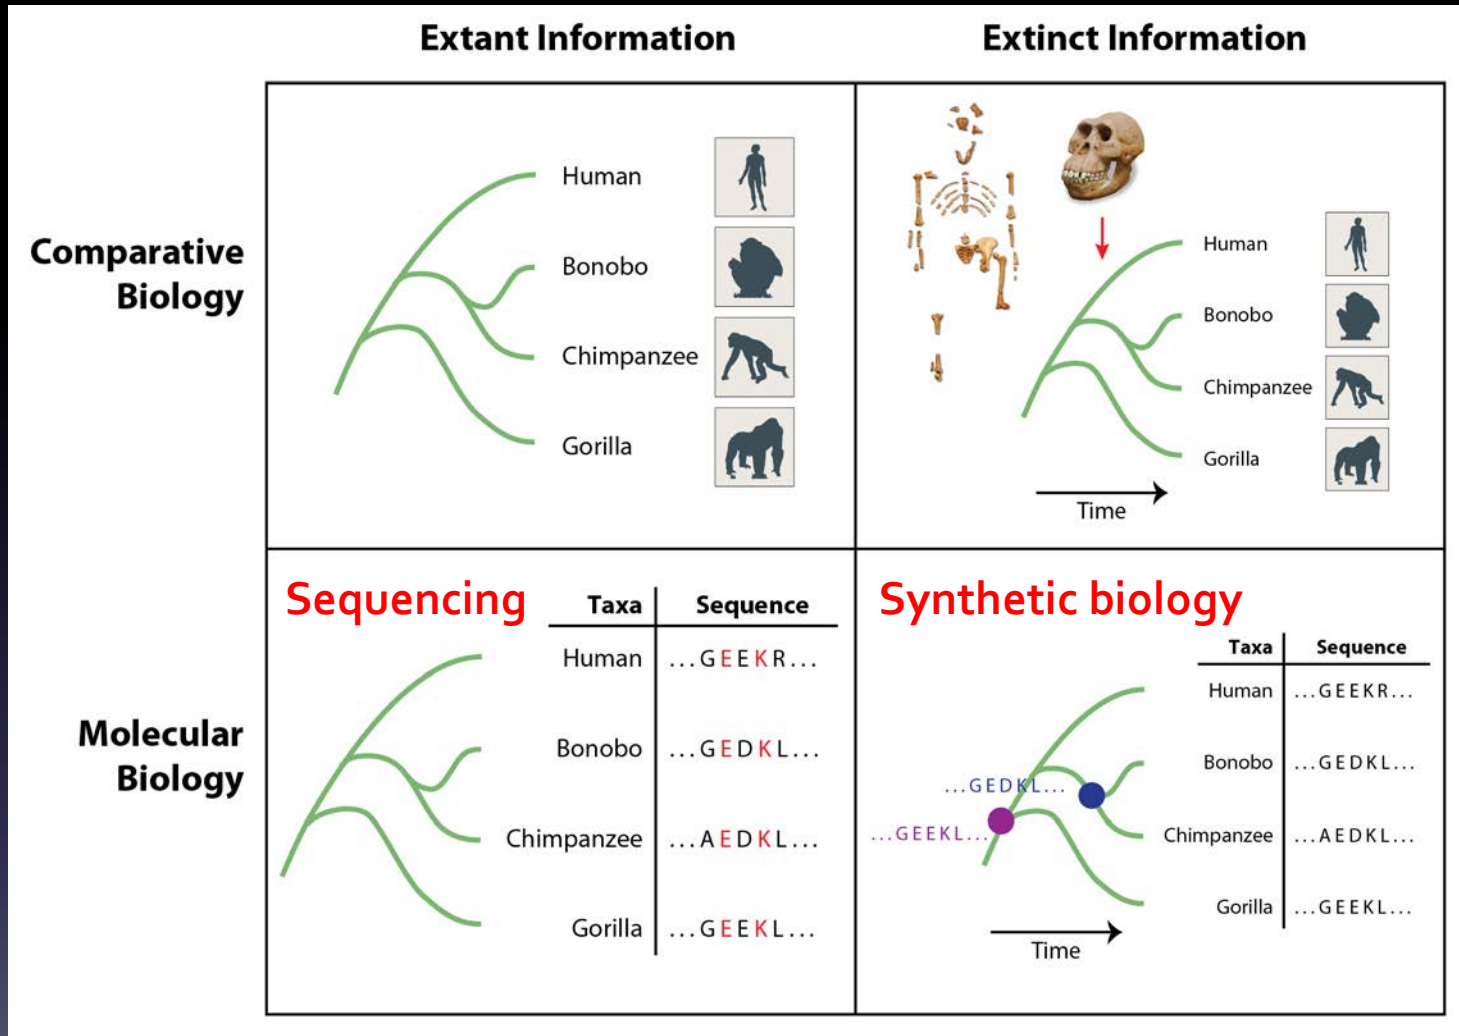 Extant Information
Extinct Information
Comparative
Biology
Human
Bonobo
Chimpanzee
Gorilla
Human
Bonobo
Chimpanzee
Gorilla
Time
Molecular
Biology
Sequencing
Taxa Sequence
Human ...GEEKR...
Bonobo ...GEDKL...
Chimpanzee ...AEDKL...
Gorilla ...GEEKL...
Synthetic biology
Taxa Sequence
Human ...GEEKR...
Bonobo ...GEDKL...
...GEDKL...
...GEEKL...
Chimpanzee ...AEDKL...
Gorilla ...GEEKL...
Time